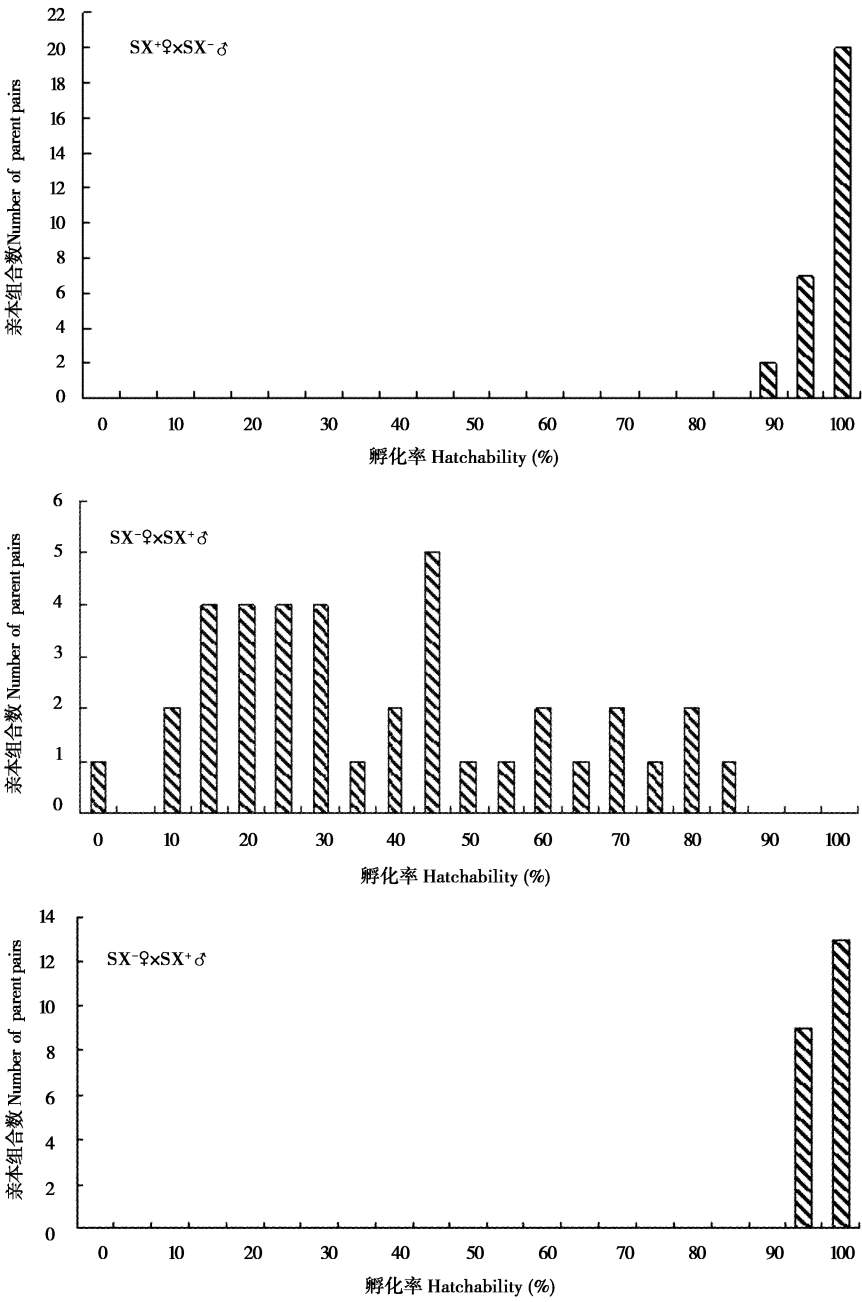 SX⁺♀×SX⁻♂
亲本组合数Number of parent pairs
22
20
18
16
14
12
10
8
6
4
2
0
0 10 20 30 40 50 60 70 80 90 100
孵化率 Hatchability (%)
SX⁻♀×SX⁺♂
亲本组合数 Number of parent pairs
6
5
4
3
2
1
0
0 10 20 30 40 50 60 70 80 90 100
孵化率 Hatchability (%)
SX⁻♀×SX⁺♂
亲本组合数 Number of parent pairs
14
12
10
8
6
4
2
0
0 10 20 30 40 50 60 70 80 90 100
孵化率 Hatchability (%)